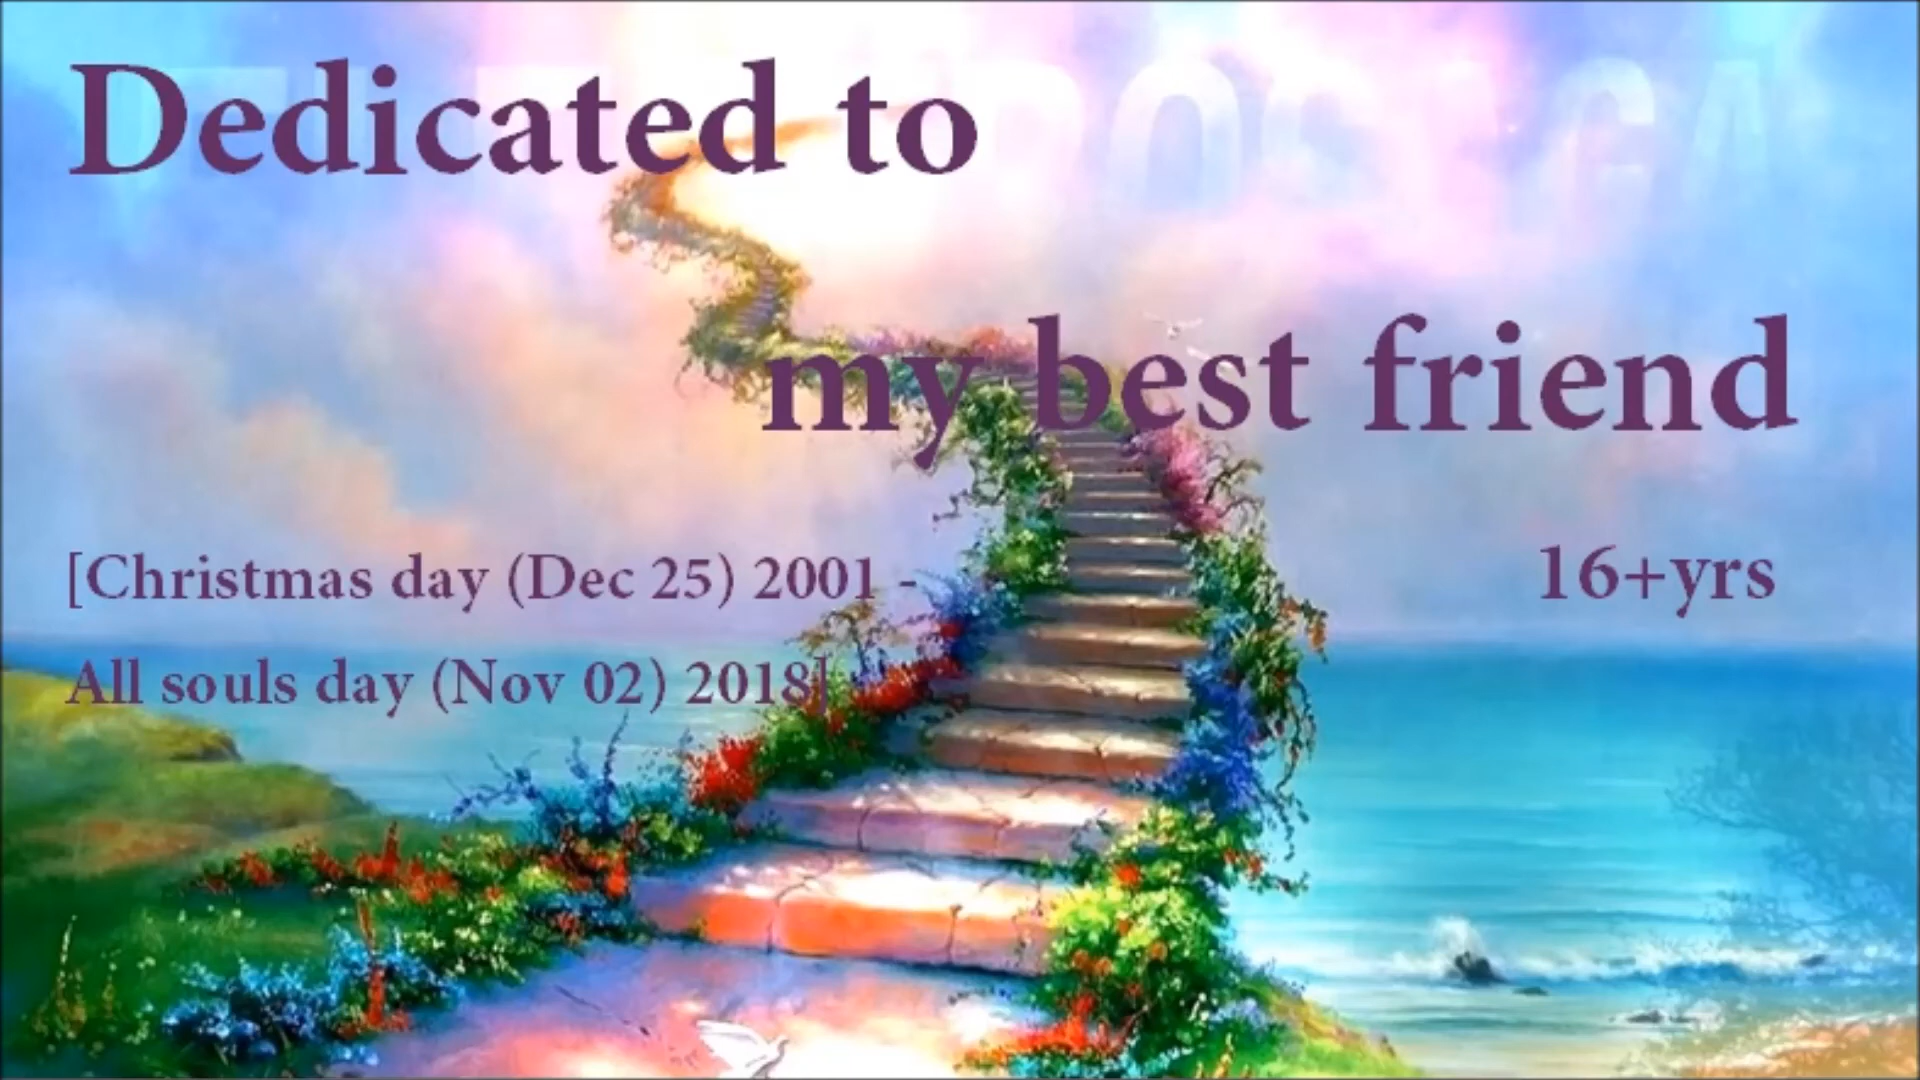 Dedicated to
my best friend
[Christmas day (Dec 25) 2001 -
16+yrs
All souls day (Nov 02) 2018]